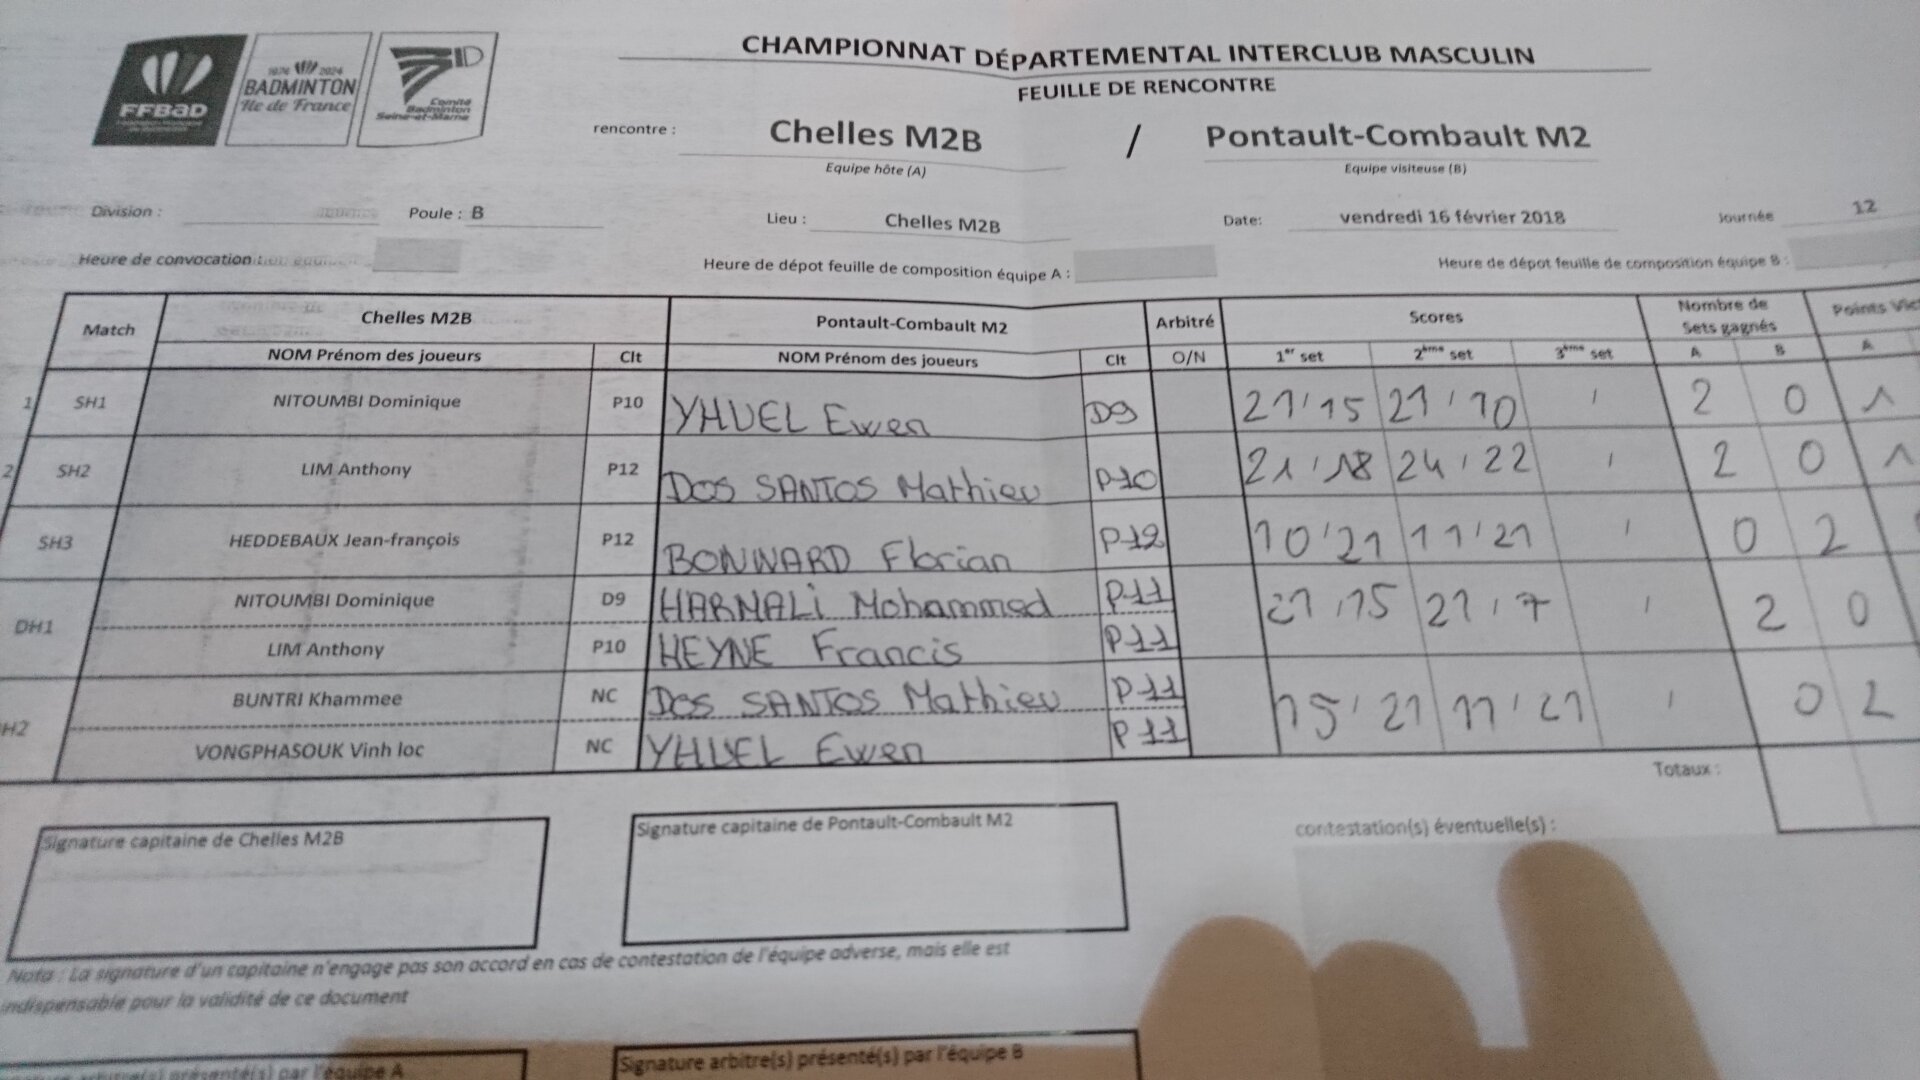 CHAMPIONNAT DÉPARTEMENTAL INTERCLUB MASCULIN
FEUILLE DE RENCONTRE
FFBaD
BADMINTON
Ile de France
Comité
Badminton
Seine-et-Marne
rencontre : Chelles M2B / Pontault-Combault M2
Equipe hôte (A) Equipe visiteuse (B)
Division : Poule : B Lieu : Chelles M2B Date: vendredi 16 février 2018 Journée 12
Heure de convocation : Heure de dépot feuille de composition équipe A : Heure de dépot feuille de composition équipe B :
Match Chelles M2B Pontault-Combault M2 Arbitré Scores Nombre de Sets gagnés Points
NOM Prénom des joueurs Clt NOM Prénom des joueurs Clt O/N 1er set 2ème set 3ème set A B A
1 SH1 NITOUMBI Dominique P10 YHUEL Ewen D9 21 / 15 21 / 10 / 2 0 1
2 SH2 LIM Anthony P12 DOS SANTOS Mathieu P10 21 / 18 24 / 22 / 2 0 1
SH3 HEDDEBAUX Jean-françois P12 BONNARD Florian P12 10 / 21 11 / 21 / 0 2
DH1 NITOUMBI Dominique D9 HARMALI Mohammed P11 21 / 15 21 / 7 / 2 0
LIM Anthony P10 HEYNE Francis P11
H2 BUNTRI Khammee NC DOS SANTOS Mathieu P11 15 / 21 11 / 21 / 0 2
VONGPHASOUK Vinh loc NC YHUEL Ewen P11
Totaux :
Signature capitaine de Chelles M2B Signature capitaine de Pontault-Combault M2 contestation(s) éventuelle(s) :
Nota : La signature d'un capitaine n'engage pas son accord en cas de contestation de l'équipe adverse, mais elle est
indispensable pour la validité de ce document
arbitre(s) présenté(s) par l'équipe A Signature arbitre(s) présenté(s) par l'équipe B